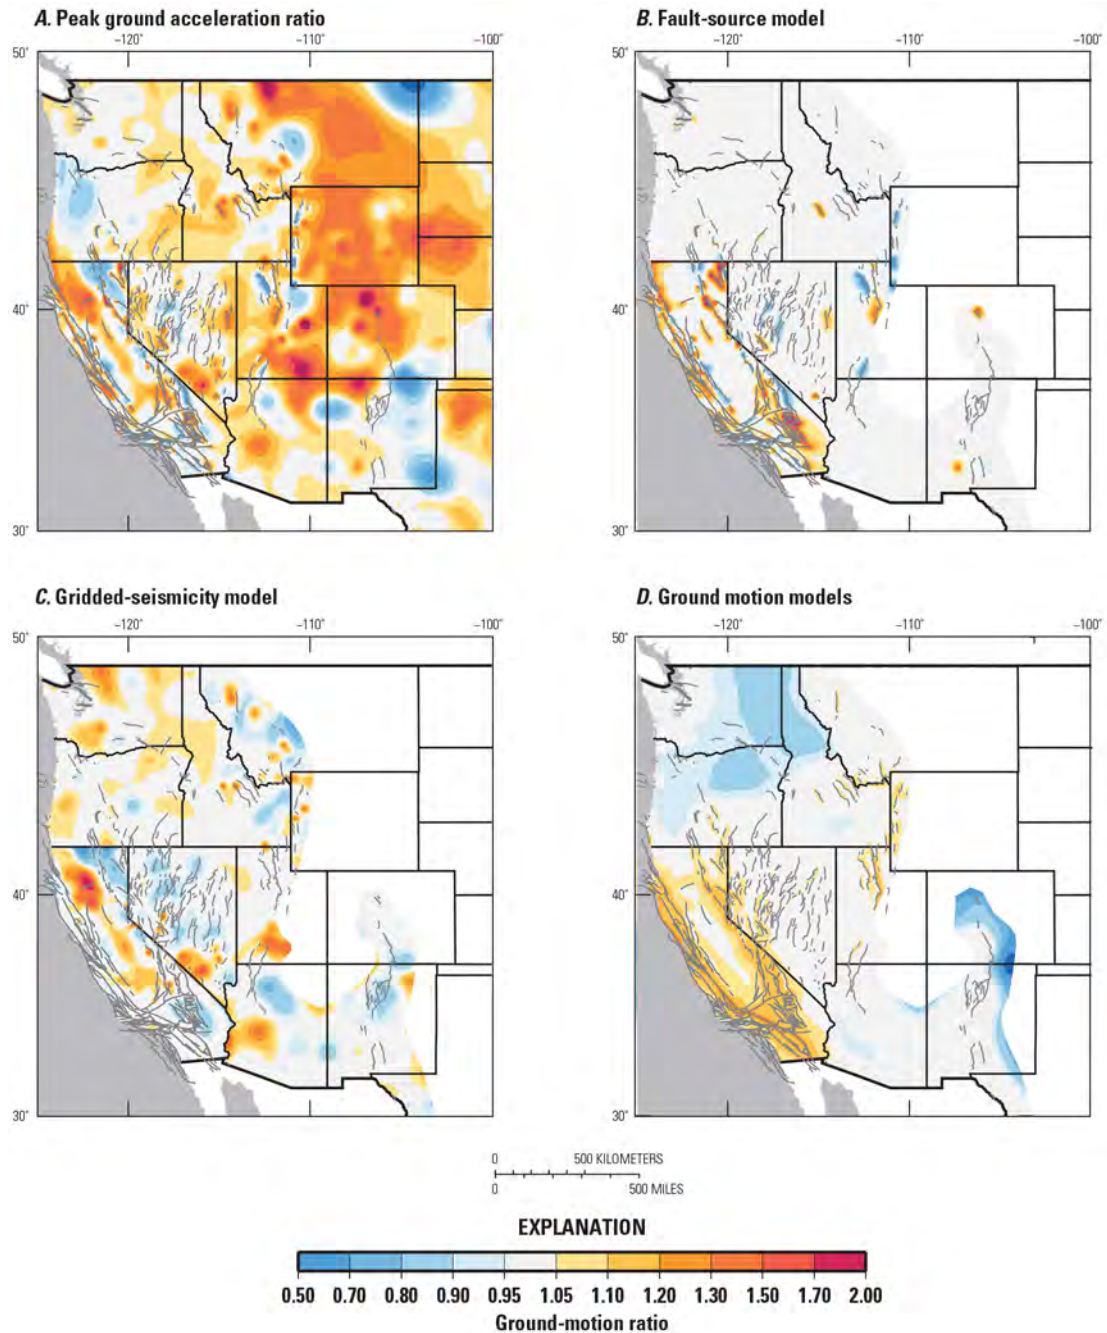 A. Peak ground acceleration ratio
B. Fault-source model
−120˚ −110˚ −100˚
−120˚ −110˚ −100˚
50˚
50˚
40˚
40˚
30˚
30˚
C. Gridded-seismicity model
D. Ground motion models
−120˚ −110˚ −100˚
−120˚ −110˚ −100˚
50˚
50˚
40˚
40˚
30˚
30˚
0 500 KILOMETERS
0 500 MILES
EXPLANATION
0.50 0.70 0.80 0.90 0.95 1.05 1.10 1.20 1.30 1.50 1.70 2.00
Ground-motion ratio